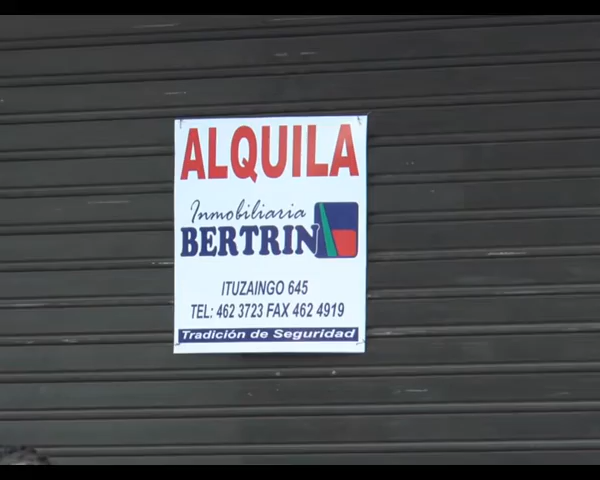 ALQUILA
Inmobiliaria
BERTRIN
ITUZAINGO 645
TEL: 462 3723 FAX 462 4919
Tradición de Seguridad